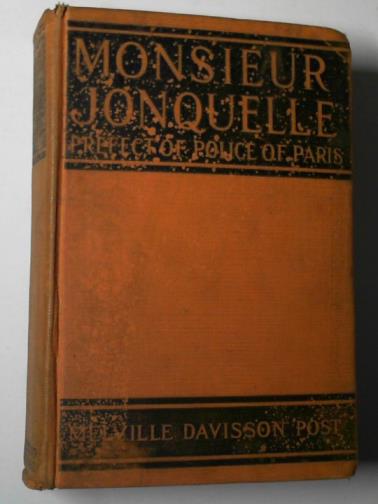 MONSIEUR
JONQUELLE
PREFECT OF POLICE OF PARIS
MELVILLE DAVISSON POST